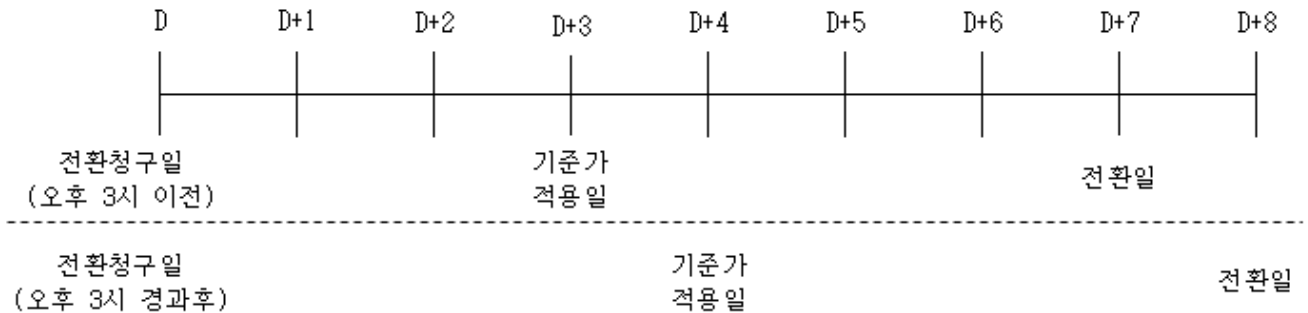 D D+1 D+2 D+3 D+4 D+5 D+6 D+7 D+8
전환청구일 기준가 전환일
(오후 3시 이전) 적용일
전환청구일 기준가 전환일
(오후 3시 경과후) 적용일